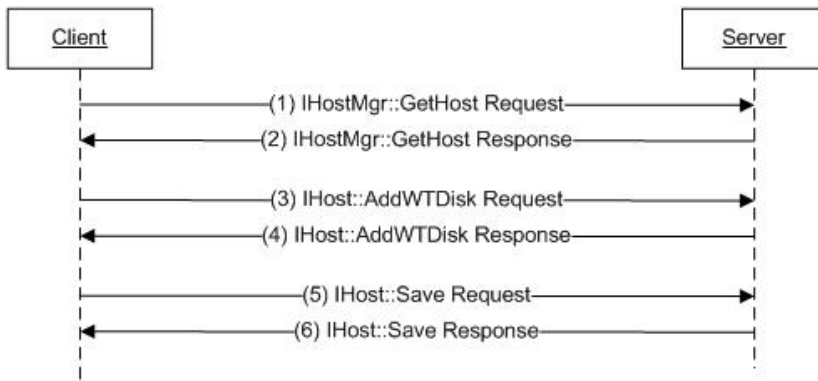 Client
Server
(1) IHostMgr::GetHost Request
(2) IHostMgr::GetHost Response
(3) IHost::AddWTDisk Request
(4) IHost::AddWTDisk Response
(5) IHost::Save Request
(6) IHost::Save Response